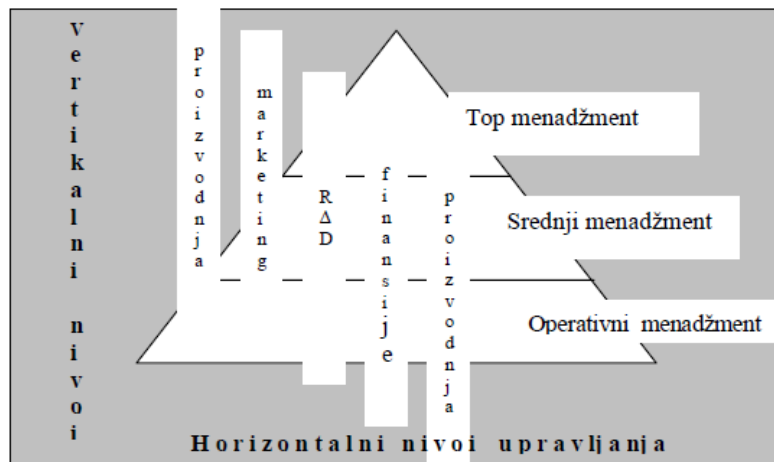 vertikalni nivoi
proizvodnja
marketing
RΔD
finansije
proizvodnja
Top menadžment
Srednji menadžment
Operativni menadžment
Horizontalni nivoi upravljanja